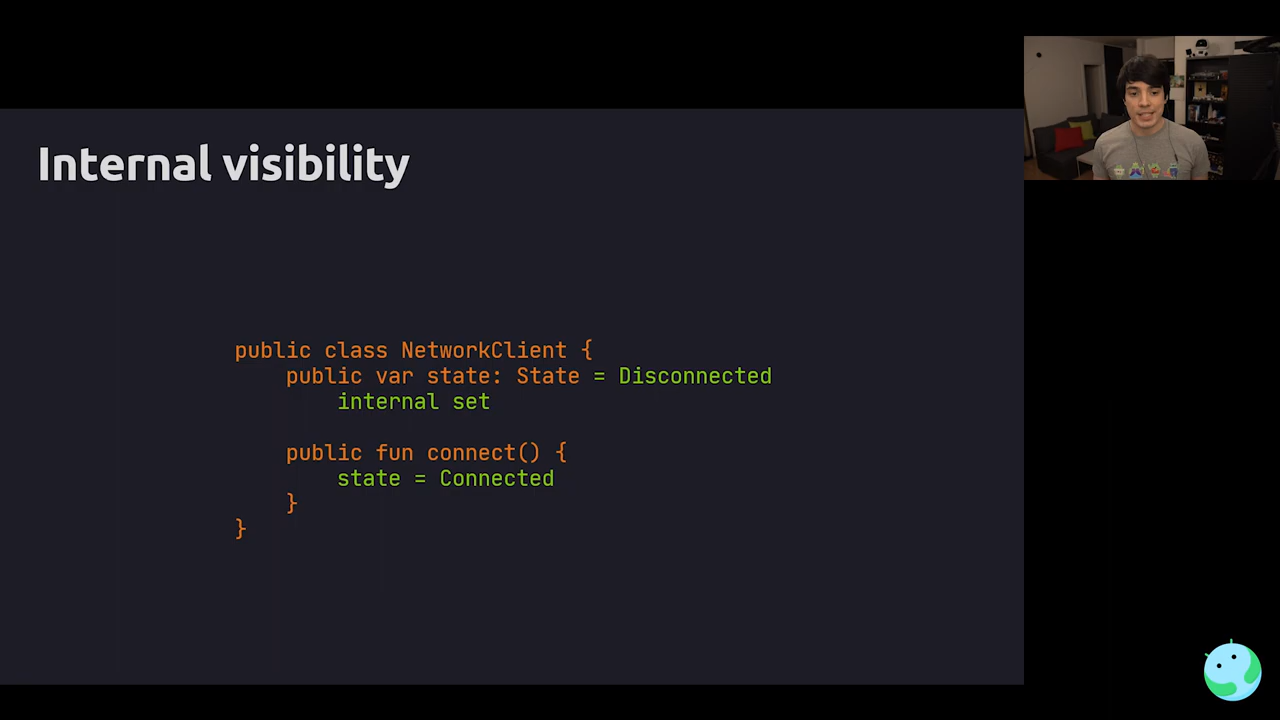 Internal visibility
public class NetworkClient {
    public var state: State = Disconnected
        internal set
    public fun connect() {
        state = Connected
    }
}